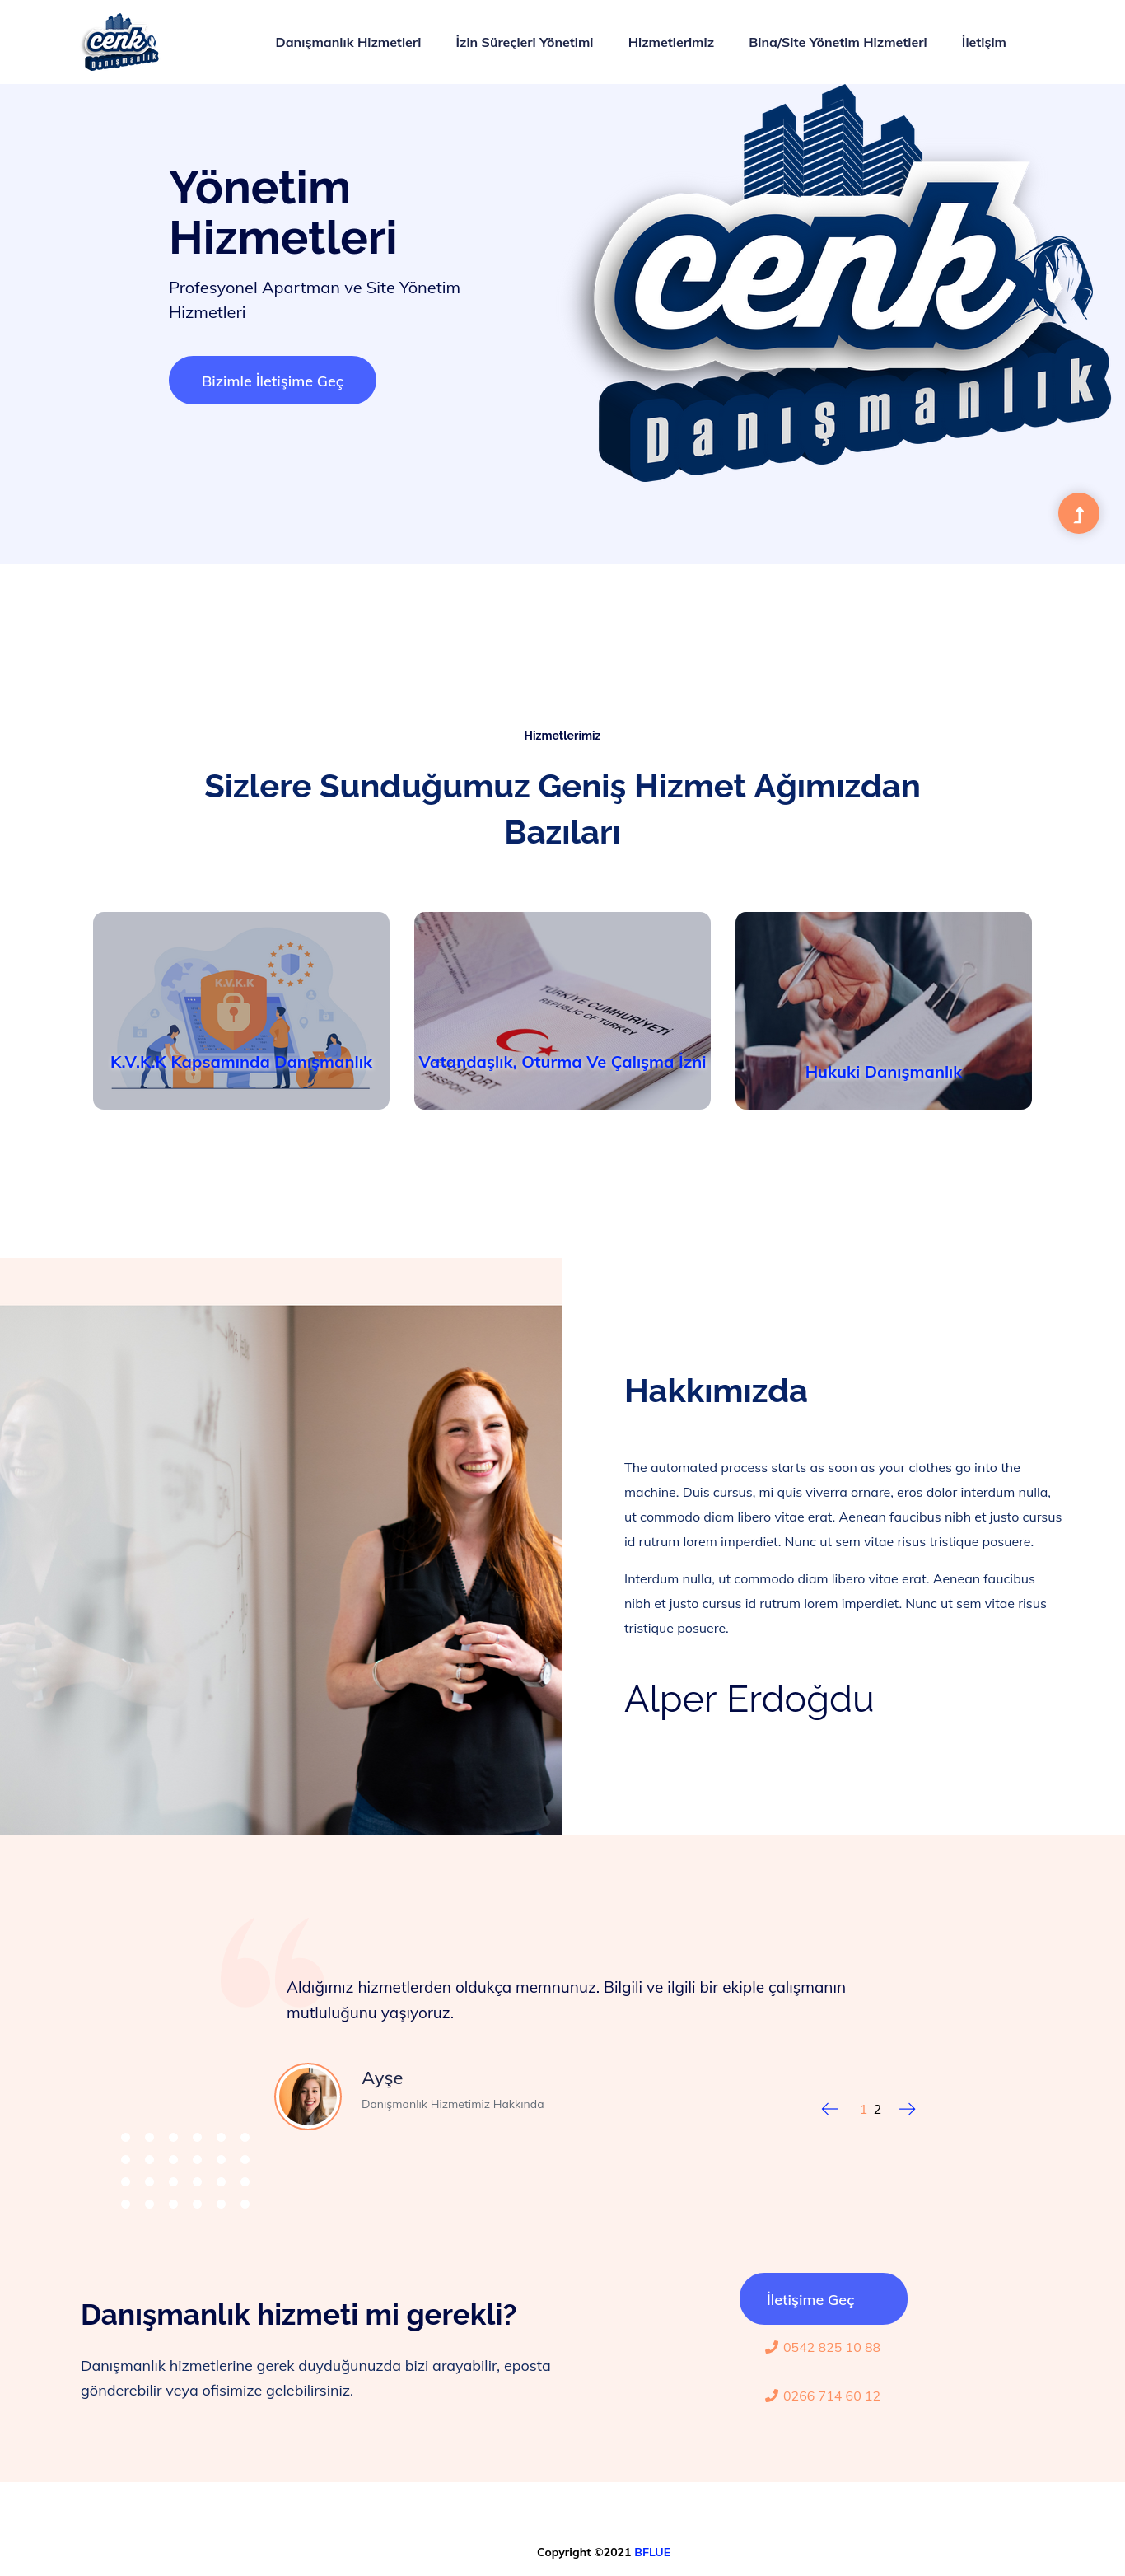 cenk
Danışmanlık
Danışmanlık Hizmetleri
İzin Süreçleri Yönetimi
Hizmetlerimiz
Bina/Site Yönetim Hizmetleri
İletişim
Yönetim
Hizmetleri
Profesyonel Apartman ve Site Yönetim
Hizmetleri
Bizimle İletişime Geç
cenk
Danışmanlık
Hizmetlerimiz
Sizlere Sunduğumuz Geniş Hizmet Ağımızdan
Bazıları
K.V.K.K
K.V.K.K Kapsamında Danışmanlık
TÜRKİYE CUMHURİYETİ
REPUBLIC OF TURKEY
Vatandaşlık, Oturma Ve Çalışma Izni
PASSPORT
Hukuki Danışmanlık
Hakkımızda
The automated process starts as soon as your clothes go into the
machine. Duis cursus, mi quis viverra ornare, eros dolor interdum nulla,
ut commodo diam libero vitae erat. Aenean faucibus nibh et justo cursus
id rutrum lorem imperdiet. Nunc ut sem vitae risus tristique posuere.
Interdum nulla, ut commodo diam libero vitae erat. Aenean faucibus
nibh et justo cursus id rutrum lorem imperdiet. Nunc ut sem vitae risus
tristique posuere.
Alper Erdoğdu
Aldığımız hizmetlerden oldukça memnunuz. Bilgili ve ilgili bir ekiple çalışmanın
mutluluğunu yaşıyoruz.
Ayşe
Danışmanlık Hizmetimiz Hakkında
1 2
Danışmanlık hizmeti mi gerekli?
Danışmanlık hizmetlerine gerek duyduğunuzda bizi arayabilir, eposta
gönderebilir veya ofisimize gelebilirsiniz.
İletişime Geç
0542 825 10 88
0266 714 60 12
Copyright ©2021 BFLUE